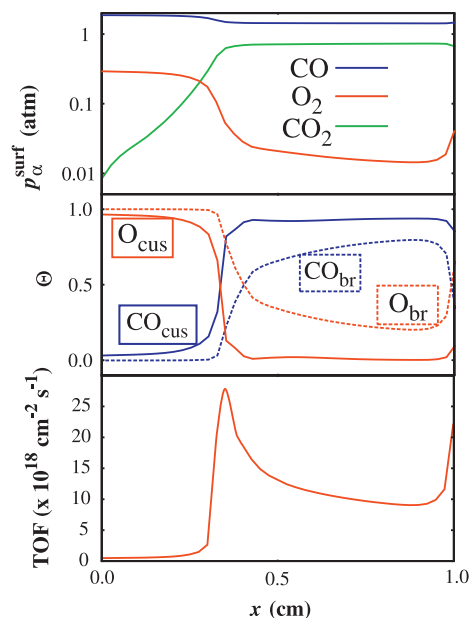 p_α^surf (atm)
1
0.1
0.01
CO
O₂
CO₂
Θ
1.0
0.5
0.0
O_cus
CO_cus
CO_br
O_br
TOF (x 10¹⁸ cm⁻² s⁻¹)
25
20
15
10
5
0
0.0 0.5 1.0
x (cm)